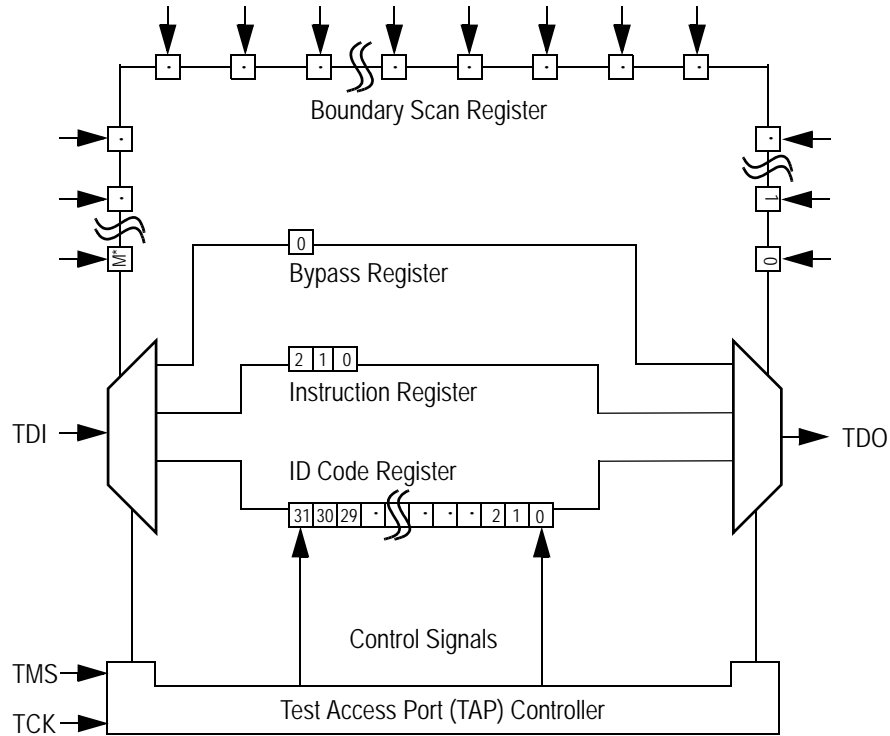 Boundary Scan Register
1
M*
0
0
Bypass Register
2 1 0
Instruction Register
TDI
TDO
ID Code Register
31 30 29 · · · · · 2 1 0
Control Signals
TMS
Test Access Port (TAP) Controller
TCK